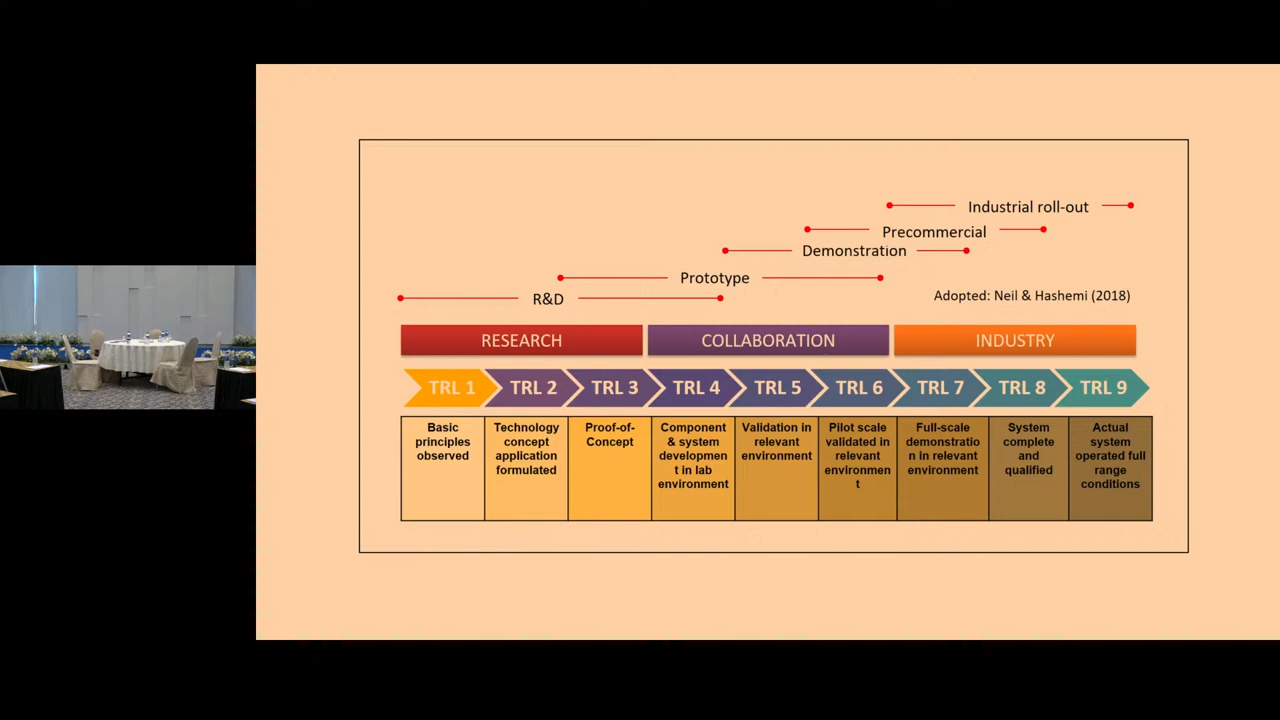 Industrial roll-out
Precommercial
Demonstration
Prototype
R&D
Adopted: Neil & Hashemi (2018)
RESEARCH COLLABORATION INDUSTRY
TRL 1 TRL 2 TRL 3 TRL 4 TRL 5 TRL 6 TRL 7 TRL 8 TRL 9
Basic
principles
observed
Technology
concept
application
formulated
Proof-of-
Concept
Component
& system
developmen
t in lab
environment
Validation in
relevant
environment
Pilot scale
validated in
relevant
environmen
t
Full-scale
demonstratio
n in relevant
environment
System
complete
and
qualified
Actual
system
operated full
range
conditions